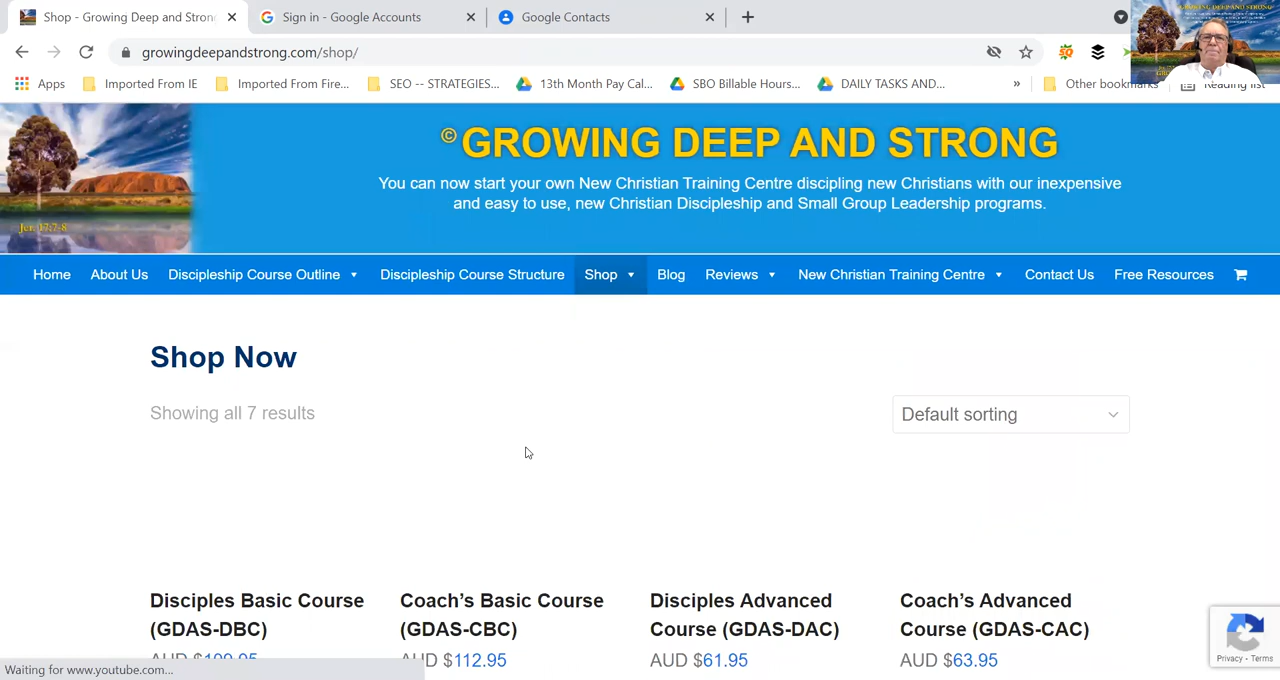 Shop - Growing Deep and Stron
Sign in - Google Accounts
Google Contacts
growingdeepandstrong.com/shop/
Apps
Imported From IE
Imported From Fire...
SEO -- STRATEGIES...
13th Month Pay Cal...
SBO Billable Hours...
DAILY TASKS AND...
»
Other bookmarks
Reading list
Jer. 17:7-8
©GROWING DEEP AND STRONG
You can now start your own New Christian Training Centre discipling new Christians with our inexpensive
and easy to use, new Christian Discipleship and Small Group Leadership programs.
Home
About Us
Discipleship Course Outline
Discipleship Course Structure
Shop
Blog
Reviews
New Christian Training Centre
Contact Us
Free Resources
Shop Now
Showing all 7 results
Default sorting
Disciples Basic Course
(GDAS-DBC)
AUD $109.95
Coach’s Basic Course
(GDAS-CBC)
AUD $112.95
Disciples Advanced
Course (GDAS-DAC)
AUD $61.95
Coach’s Advanced
Course (GDAS-CAC)
AUD $63.95
Privacy - Terms
Waiting for www.youtube.com...